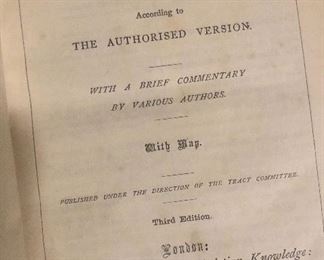 According to
THE AUTHORISED VERSION.
WITH A BRIEF COMMENTARY
BY VARIOUS AUTHORS.
With Map.
PUBLISHED UNDER THE DIRECTION OF THE TRACT COMMITTEE.
Third Edition.
London:
Knowledge: